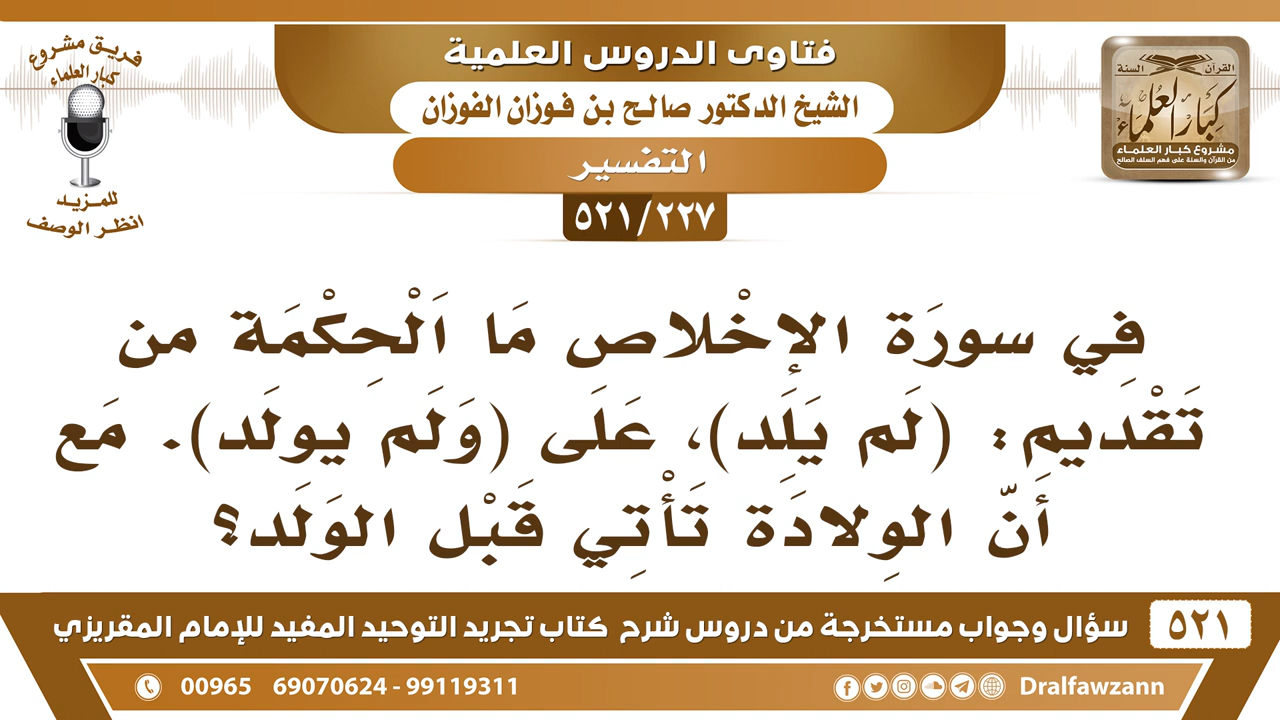 فريق مشروع
كبار العلماء
للمزيد
انظر الوصف
فتاوى الدروس العلمية
الشيخ الدكتور صالح بن فوزان الفوزان
التفسير
٥٢١/٢٢٧
القرآن السنة
كبار العلماء
مشروع كبار العلماء
من القرآن والسنة على فهم السلف الصالح
فِي سورَة الإخْلاص مَا اَلْحِكْمَة من
تَقْدِيم: (لَم يَلَد)، عَلَى (وَلَم يولَد). مَع
أَنّ الوِلادَة تَأْتِي قَبْل الوَلَد؟
٥٢١ سؤال وجواب مستخرجة من دروس شرح كتاب تجريد التوحيد المفيد للإمام المقريزي
00965 69070624 - 99119311
Dralfawzann